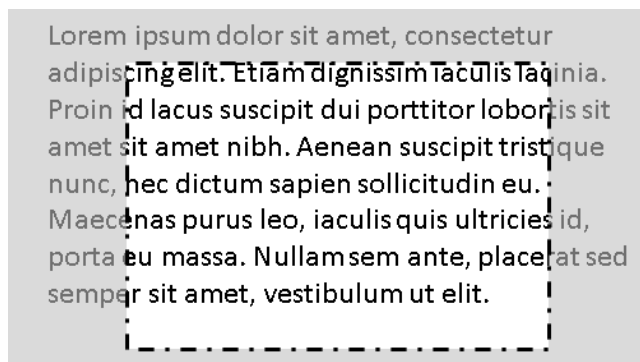 Lorem ipsum dolor sit amet, consectetur
adipiscing elit. Etiam dignissim iaculis lacinia.
Proin id lacus suscipit dui porttitor lobortis sit
amet sit amet nibh. Aenean suscipit tristique
nunc, nec dictum sapien sollicitudin eu.
Maecenas purus leo, iaculis quis ultricies id,
porta eu massa. Nullam sem ante, placerat sed
semper sit amet, vestibulum ut elit.